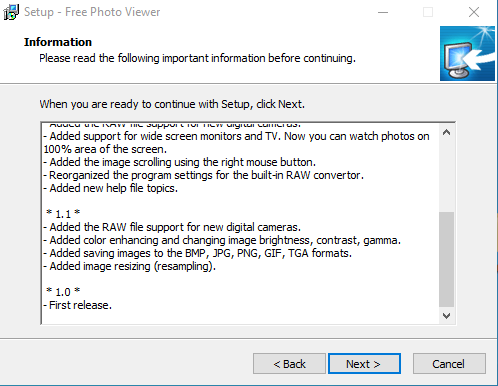 Setup - Free Photo Viewer
Information
Please read the following important information before continuing.
When you are ready to continue with Setup, click Next.
- Added the RAW file support for new digital cameras.
- Added support for wide screen monitors and TV. Now you can watch photos on
100% area of the screen.
- Added the image scrolling using the right mouse button.
- Reorganized the program settings for the built-in RAW convertor.
- Added new help file topics.
* 1.1 *
- Added the RAW file support for new digital cameras.
- Added color enhancing and changing image brightness, contrast, gamma.
- Added saving images to the BMP, JPG, PNG, GIF, TGA formats.
- Added image resizing (resampling).
* 1.0 *
- First release.
< Back
Next >
Cancel